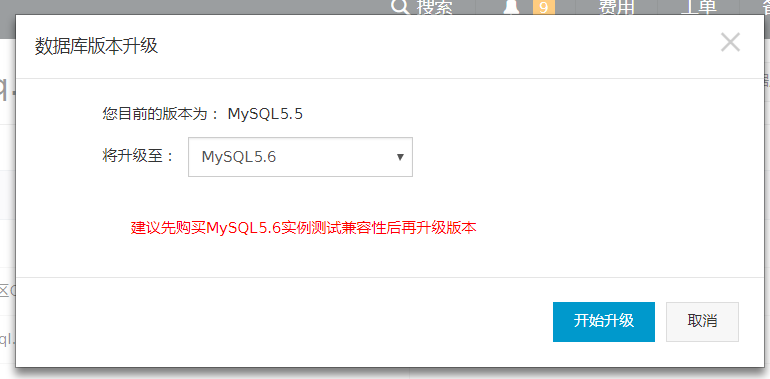 搜索 9 费用 工单
数据库版本升级
您目前的版本为： MySQL5.5
将升级至： MySQL5.6
建议先购买MySQL5.6实例测试兼容性后再升级版本
开始升级 取消